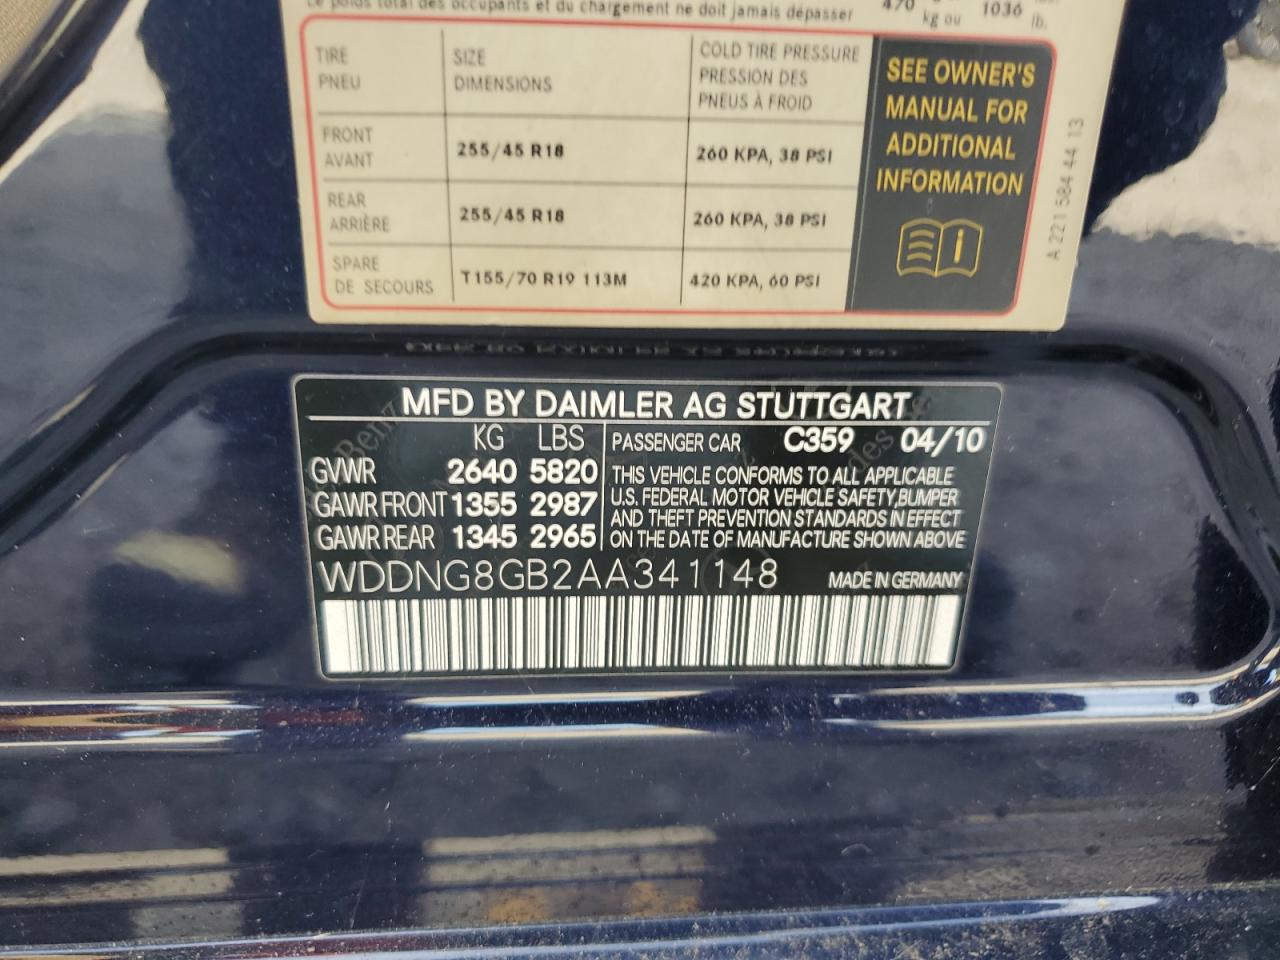 Le poids total des occupants et du chargement ne doit jamais dépasser 470 kg ou 1036 lb.
TIRE PNEU
SIZE DIMENSIONS
COLD TIRE PRESSURE
PRESSION DES
PNEUS À FROID
FRONT AVANT
255/45 R18
260 KPA, 38 PSI
REAR ARRIÈRE
255/45 R18
260 KPA, 38 PSI
SPARE DE SECOURS
T155/70 R19 113M
420 KPA, 60 PSI
SEE OWNER'S
MANUAL FOR
ADDITIONAL
INFORMATION
A 221 584 44 13
MFD BY DAIMLER AG STUTTGART
KG LBS
GVWR 2640 5820
GAWR FRONT 1355 2987
GAWR REAR 1345 2965
PASSENGER CAR C359 04/10
THIS VEHICLE CONFORMS TO ALL APPLICABLE
U.S. FEDERAL MOTOR VEHICLE SAFETY, BUMPER
AND THEFT PREVENTION STANDARDS IN EFFECT
ON THE DATE OF MANUFACTURE SHOWN ABOVE
WDDNG8GB2AA341148 MADE IN GERMANY